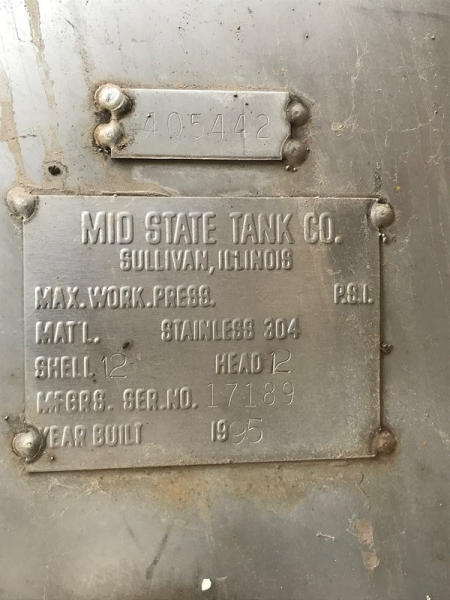 405442
MID STATE TANK CO.
SULLIVAN, ILLINOIS
MAX. WORK. PRESS. P.S.I.
MAT'L. STAINLESS 304
SHELL 12 HEAD 12
MFGRS. SER. NO. 17189
YEAR BUILT 1995